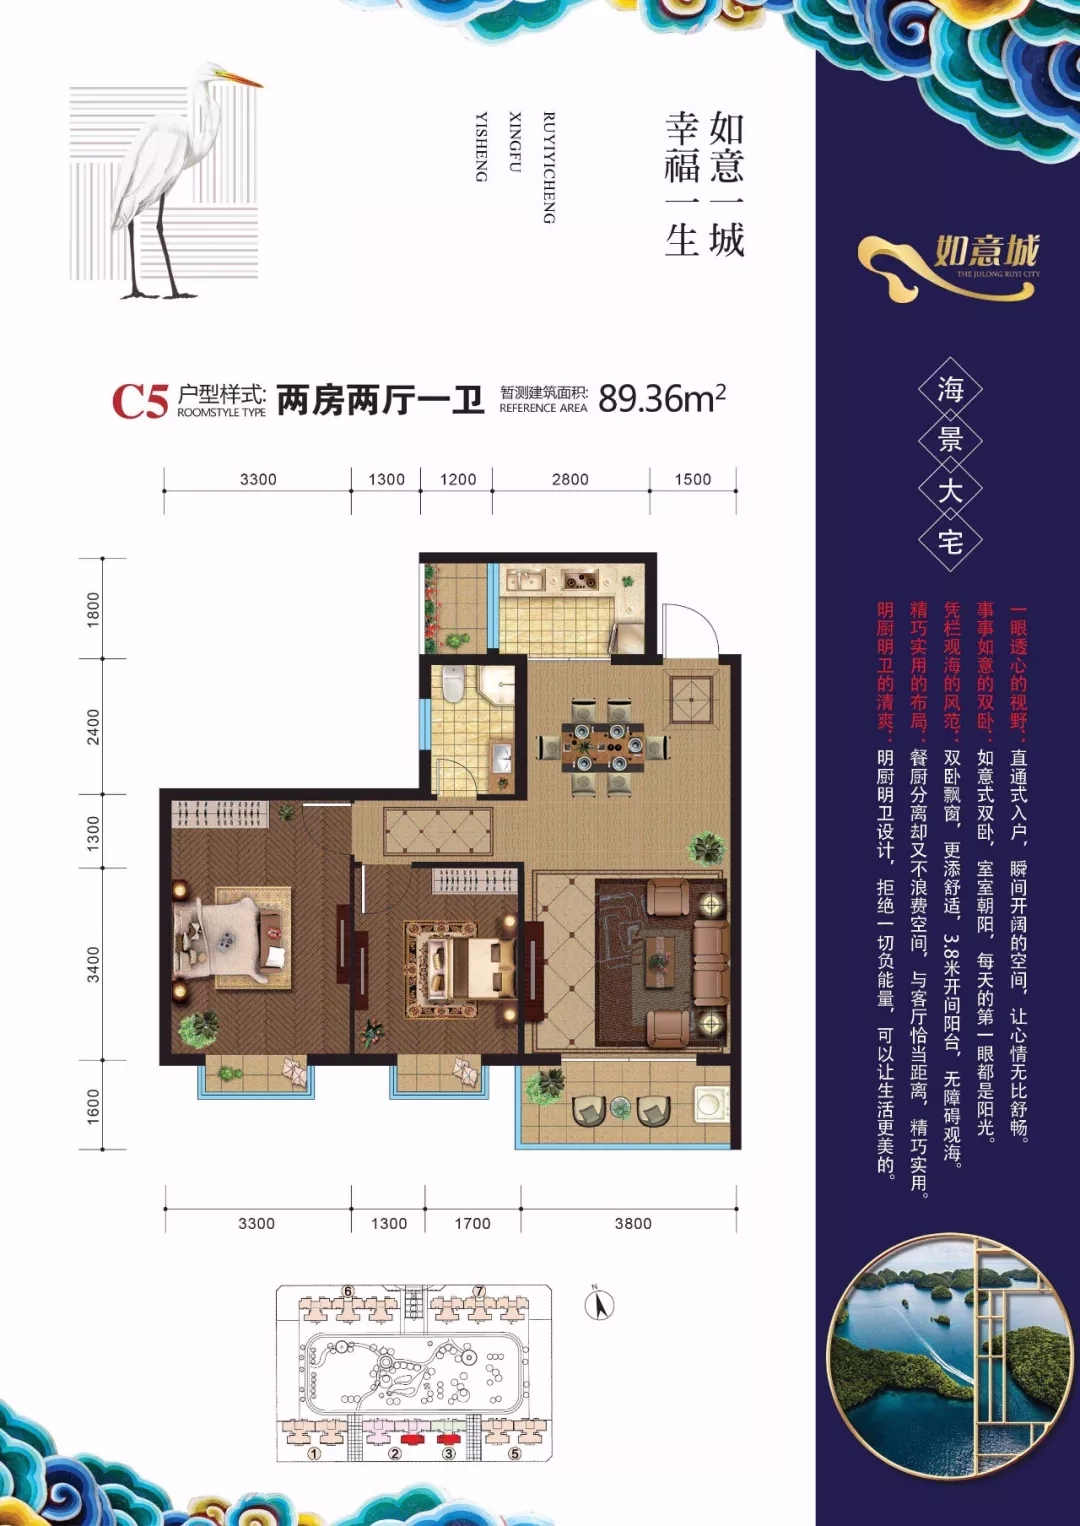 如意一城
幸福一生
RUYIYICHENG
XINGFU
YISHENG
如意城
THE JULONG RUYI CITY
海景大宅
C5 户型样式: 两房两厅一卫 暂测建筑面积: 89.36m²
ROOMSTYLE TYPE REFERENCE AREA
3300 1300 1200 2800 1500
1800
2400
1300
3400
1600
3300 1300 1700 3800
一眼透心的视野：直通式入户，瞬间开阔的空间，让心情无比舒畅。
事事如意的双卧：如意式双卧，室室朝阳，每天的第一眼都是阳光。
凭栏观海的风范：双卧飘窗，更添舒适，3.8米开间阳台，无障碍观海。
精巧实用的布局：餐厨分离却又不浪费空间，与客厅恰当距离，精巧实用。
明厨明卫的清爽：明厨明卫设计，拒绝一切负能量，可以让生活更美的。
6 7
N
1 2 3 5